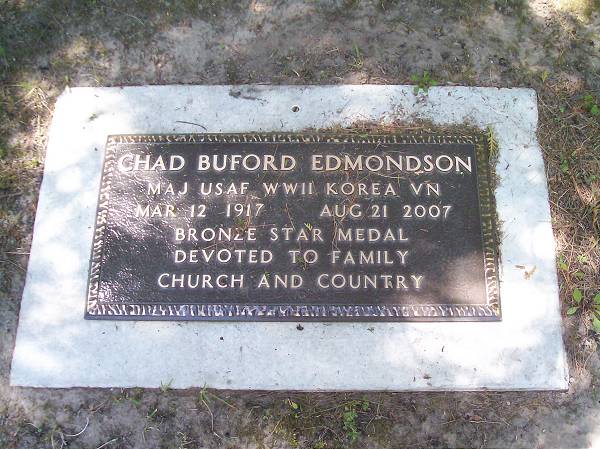 CHAD BUFORD EDMONDSON
MAJ USAF WWII KOREA VN
MAR 12 1917 AUG 21 2007
BRONZE STAR MEDAL
DEVOTED TO FAMILY
CHURCH AND COUNTRY